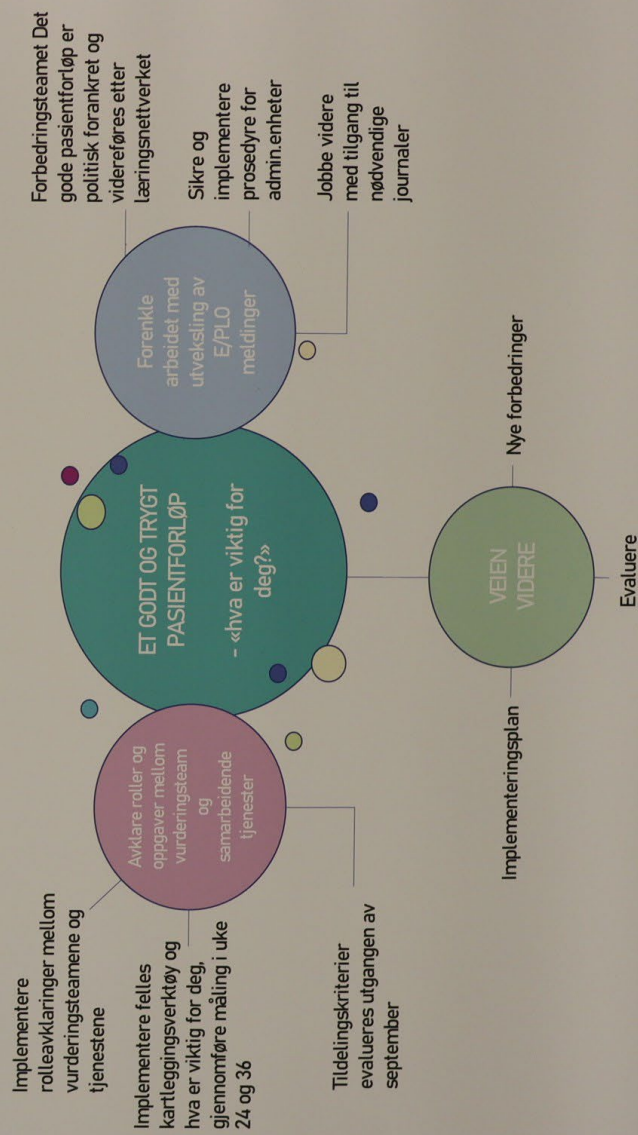 Implementere
rolleavklaringer mellom
vurderingsteamene og
tjenestene
Implementere felles
kartleggingsverktøy og
hva er viktig for deg,
gjennomføre måling i uke
24 og 36
Tildelingskriterier
evalueres utgangen av
september
Avklare roller og
oppgaver mellom
vurderingsteam
og
samarbeidende
tjenester
ET GODT OG TRYGT
PASIENTFORLØP
- «hva er viktig for
deg?»
Forenkle
arbeidet med
utveksling av
E/PLO
meldinger
Forbedringsteamet Det
gode pasientforløp er
politisk forankret og
videreføres etter
læringsnettverket
Sikre og
implementere
prosedyre for
admin.enheter
Jobbe videre
med tilgang til
nødvendige
journaler
VEIEN
VIDERE
Implementeringsplan
Nye forbedringer
Evaluere